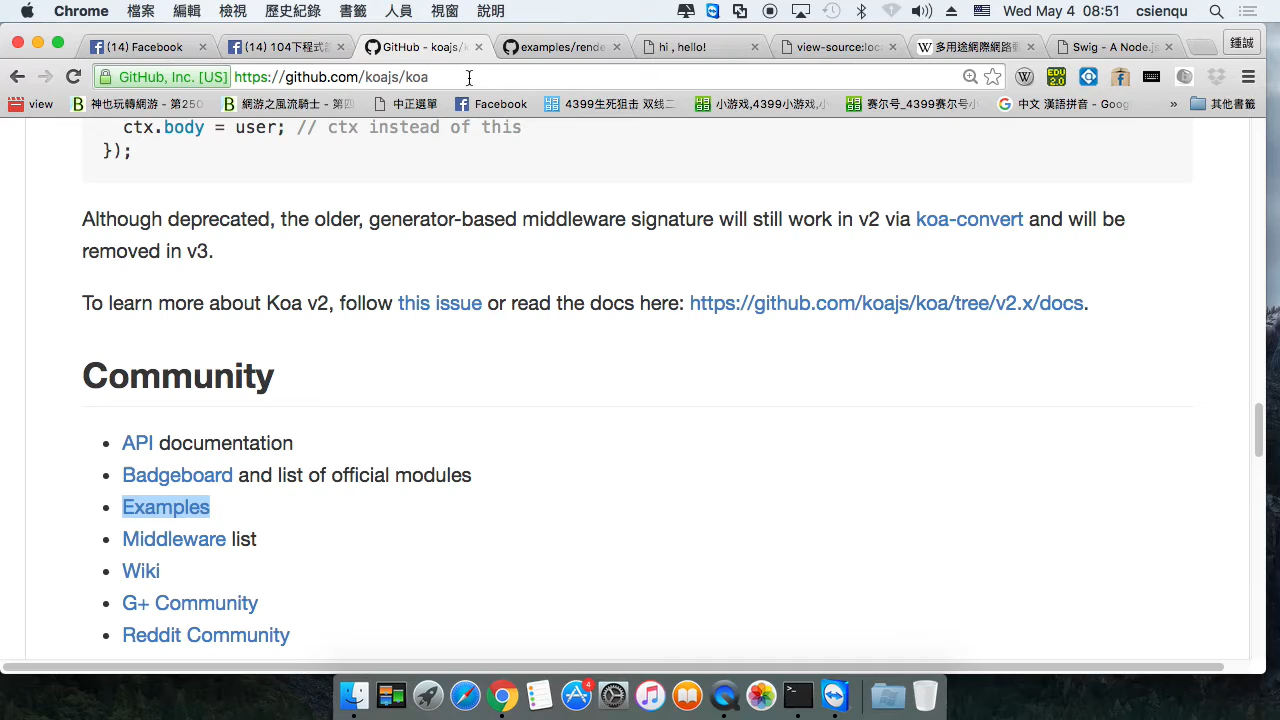 Chrome 檔案 編輯 檢視 歷史紀錄 書籤 人員 視窗 說明 Wed May 4 08:51 csienqu
(14) Facebook (14) 104下程式 GitHub - koajs/k examples/rende hi , hello! view-source:loca 多用途網際網路 Swig - A Node.js 鍾誠
GitHub, Inc. [US] https://github.com/koajs/koa
view 神也玩轉網游 - 第250 網游之風流騎士 - 第四 中正選單 Facebook 4399生死狙击 双线二 小游戏,4399小游戏,小 赛尔号_4399赛尔号小 中文 漢語拼音 - Goog » 其他書籤
ctx.body = user; // ctx instead of this
});
Although deprecated, the older, generator-based middleware signature will still work in v2 via koa-convert and will be
removed in v3.
To learn more about Koa v2, follow this issue or read the docs here: https://github.com/koajs/koa/tree/v2.x/docs.
Community
• API documentation
• Badgeboard and list of official modules
• Examples
• Middleware list
• Wiki
• G+ Community
• Reddit Community